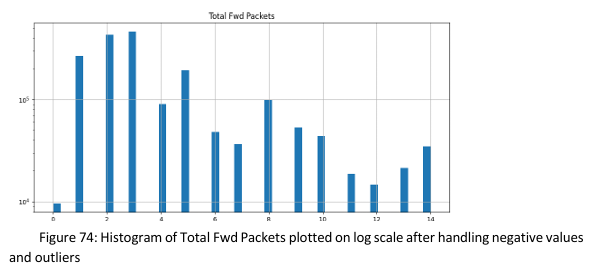 Total Fwd Packets
10⁵
10⁴
0 2 4 6 8 10 12 14
Figure 74: Histogram of Total Fwd Packets plotted on log scale after handling negative values
and outliers